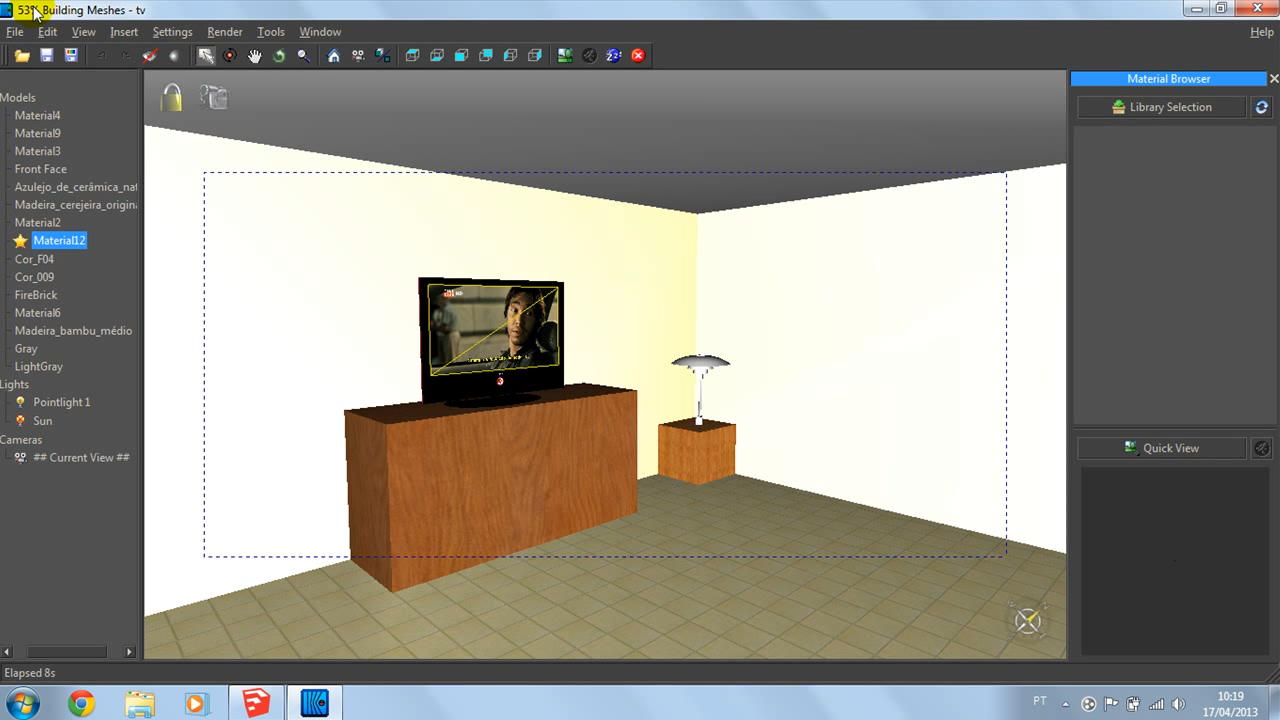 53% Building Meshes - tv
File Edit View Insert Settings Render Tools Window Help
Models
Material4
Material9
Material3
Front Face
Azulejo_de_cerâmica_nat
Madeira_cerejeira_origina
Material2
Material12
Cor_F04
Cor_009
FireBrick
Material6
Madeira_bambu_médio
Gray
LightGray
Lights
Pointlight 1
Sun
Cameras
## Current View ##
Material Browser
Library Selection
Quick View
Elapsed 8s
PT
10:19
17/04/2013